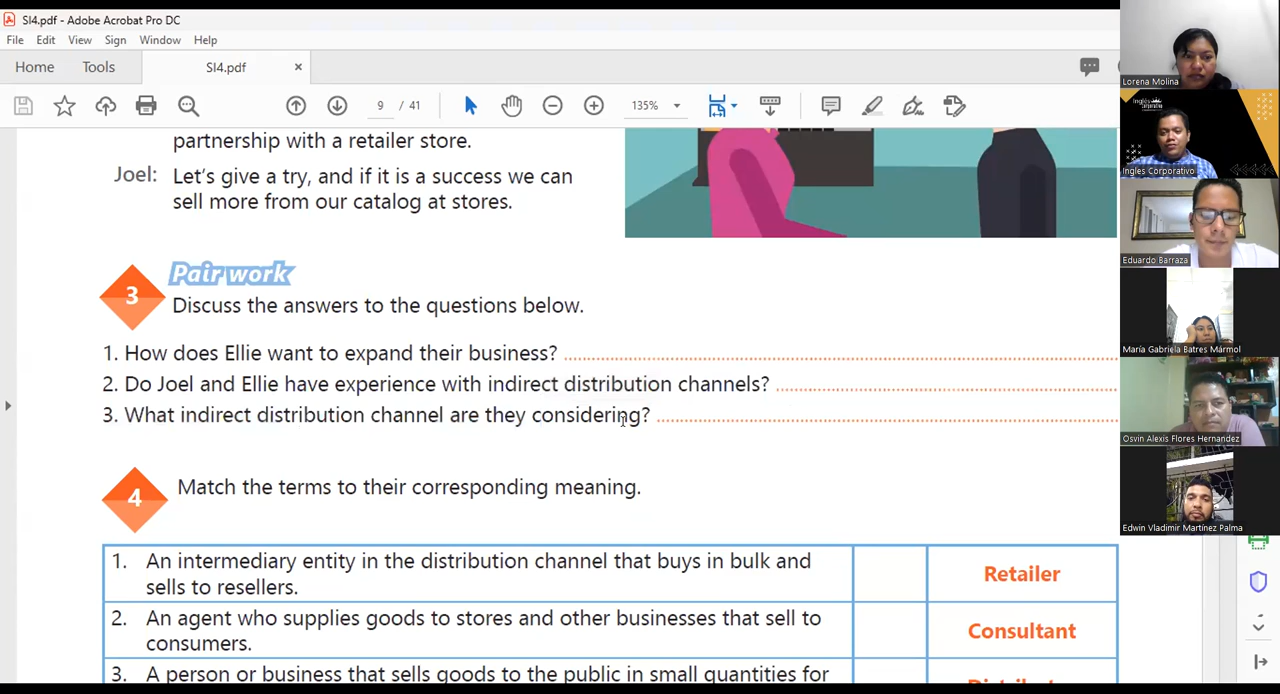 SI4.pdf - Adobe Acrobat Pro DC
File Edit View Sign Window Help
Home Tools SI4.pdf ×
9 / 41 135%
partnership with a retailer store.
Joel: Let's give a try, and if it is a success we can
sell more from our catalog at stores.
3 Pair work
Discuss the answers to the questions below.
1. How does Ellie want to expand their business?
2. Do Joel and Ellie have experience with indirect distribution channels?
3. What indirect distribution channel are they considering?
4 Match the terms to their corresponding meaning.
1. An intermediary entity in the distribution channel that buys in bulk and
sells to resellers.
Retailer
2. An agent who supplies goods to stores and other businesses that sell to
consumers.
Consultant
3. A person or business that sells goods to the public in small quantities for
Lorena Molina
Inglés
Ingles Corporativo
Eduardo Barraza
María Gabriela Batres Mármol
Osvin Alexis Flores Hernandez
Edwin Vladimir Martínez Palma